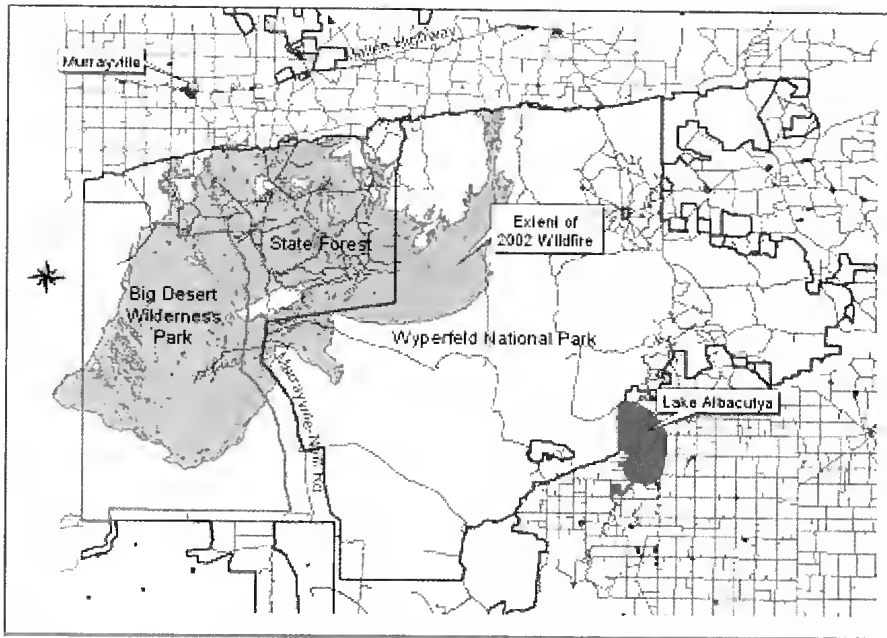 Mallee Highway
Murrayville
State Forest
Extent of
2002 Wildfire
Big Desert
Wilderness
Park
Wyperfeld National Park
Murrayville-Nhill Rd
Lake Albacutya